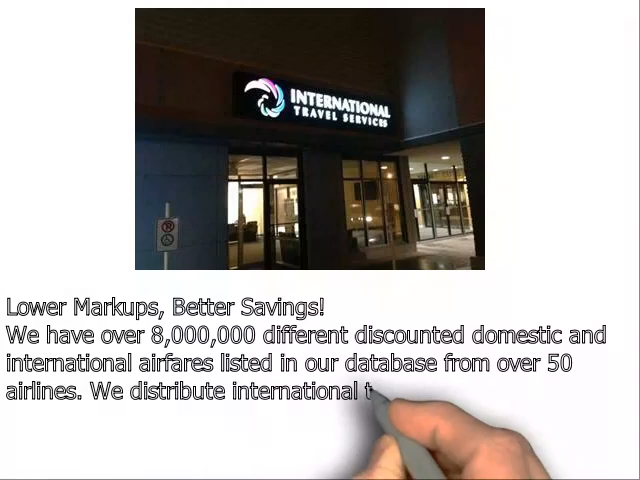 INTERNATIONAL
TRAVEL SERVICES
Lower Markups, Better Savings!
We have over 8,000,000 different discounted domestic and
international airfares listed in our database from over 50
airlines. We distribute international t